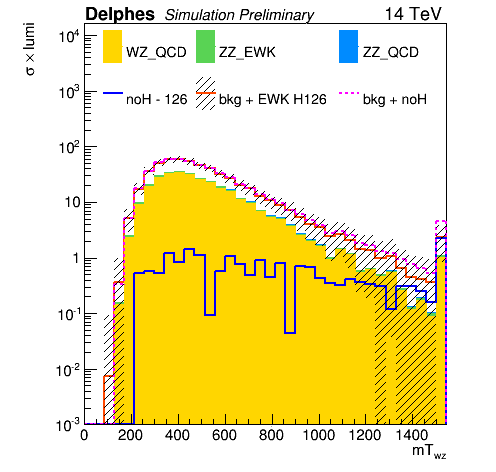 Delphes Simulation Preliminary 14 TeV
σ × lumi
WZ_QCD ZZ_EWK ZZ_QCD
noH - 126 bkg + EWK H126 bkg + noH
10⁴
10³
10²
10
1
10⁻¹
10⁻²
10⁻³
0 200 400 600 800 1000 1200 1400
mT_wz